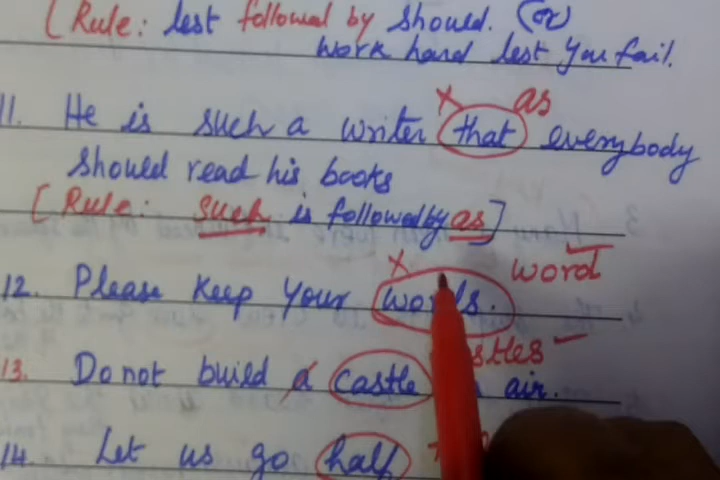 [Rule: lest followed by should. (or)
work hard lest you fail.
x as
11. He is such a writer that everybody
should read his books
[Rule: such is followed by as]
x word
12. Please keep your words.
13. Do not build a castle air.
14. Let us go half